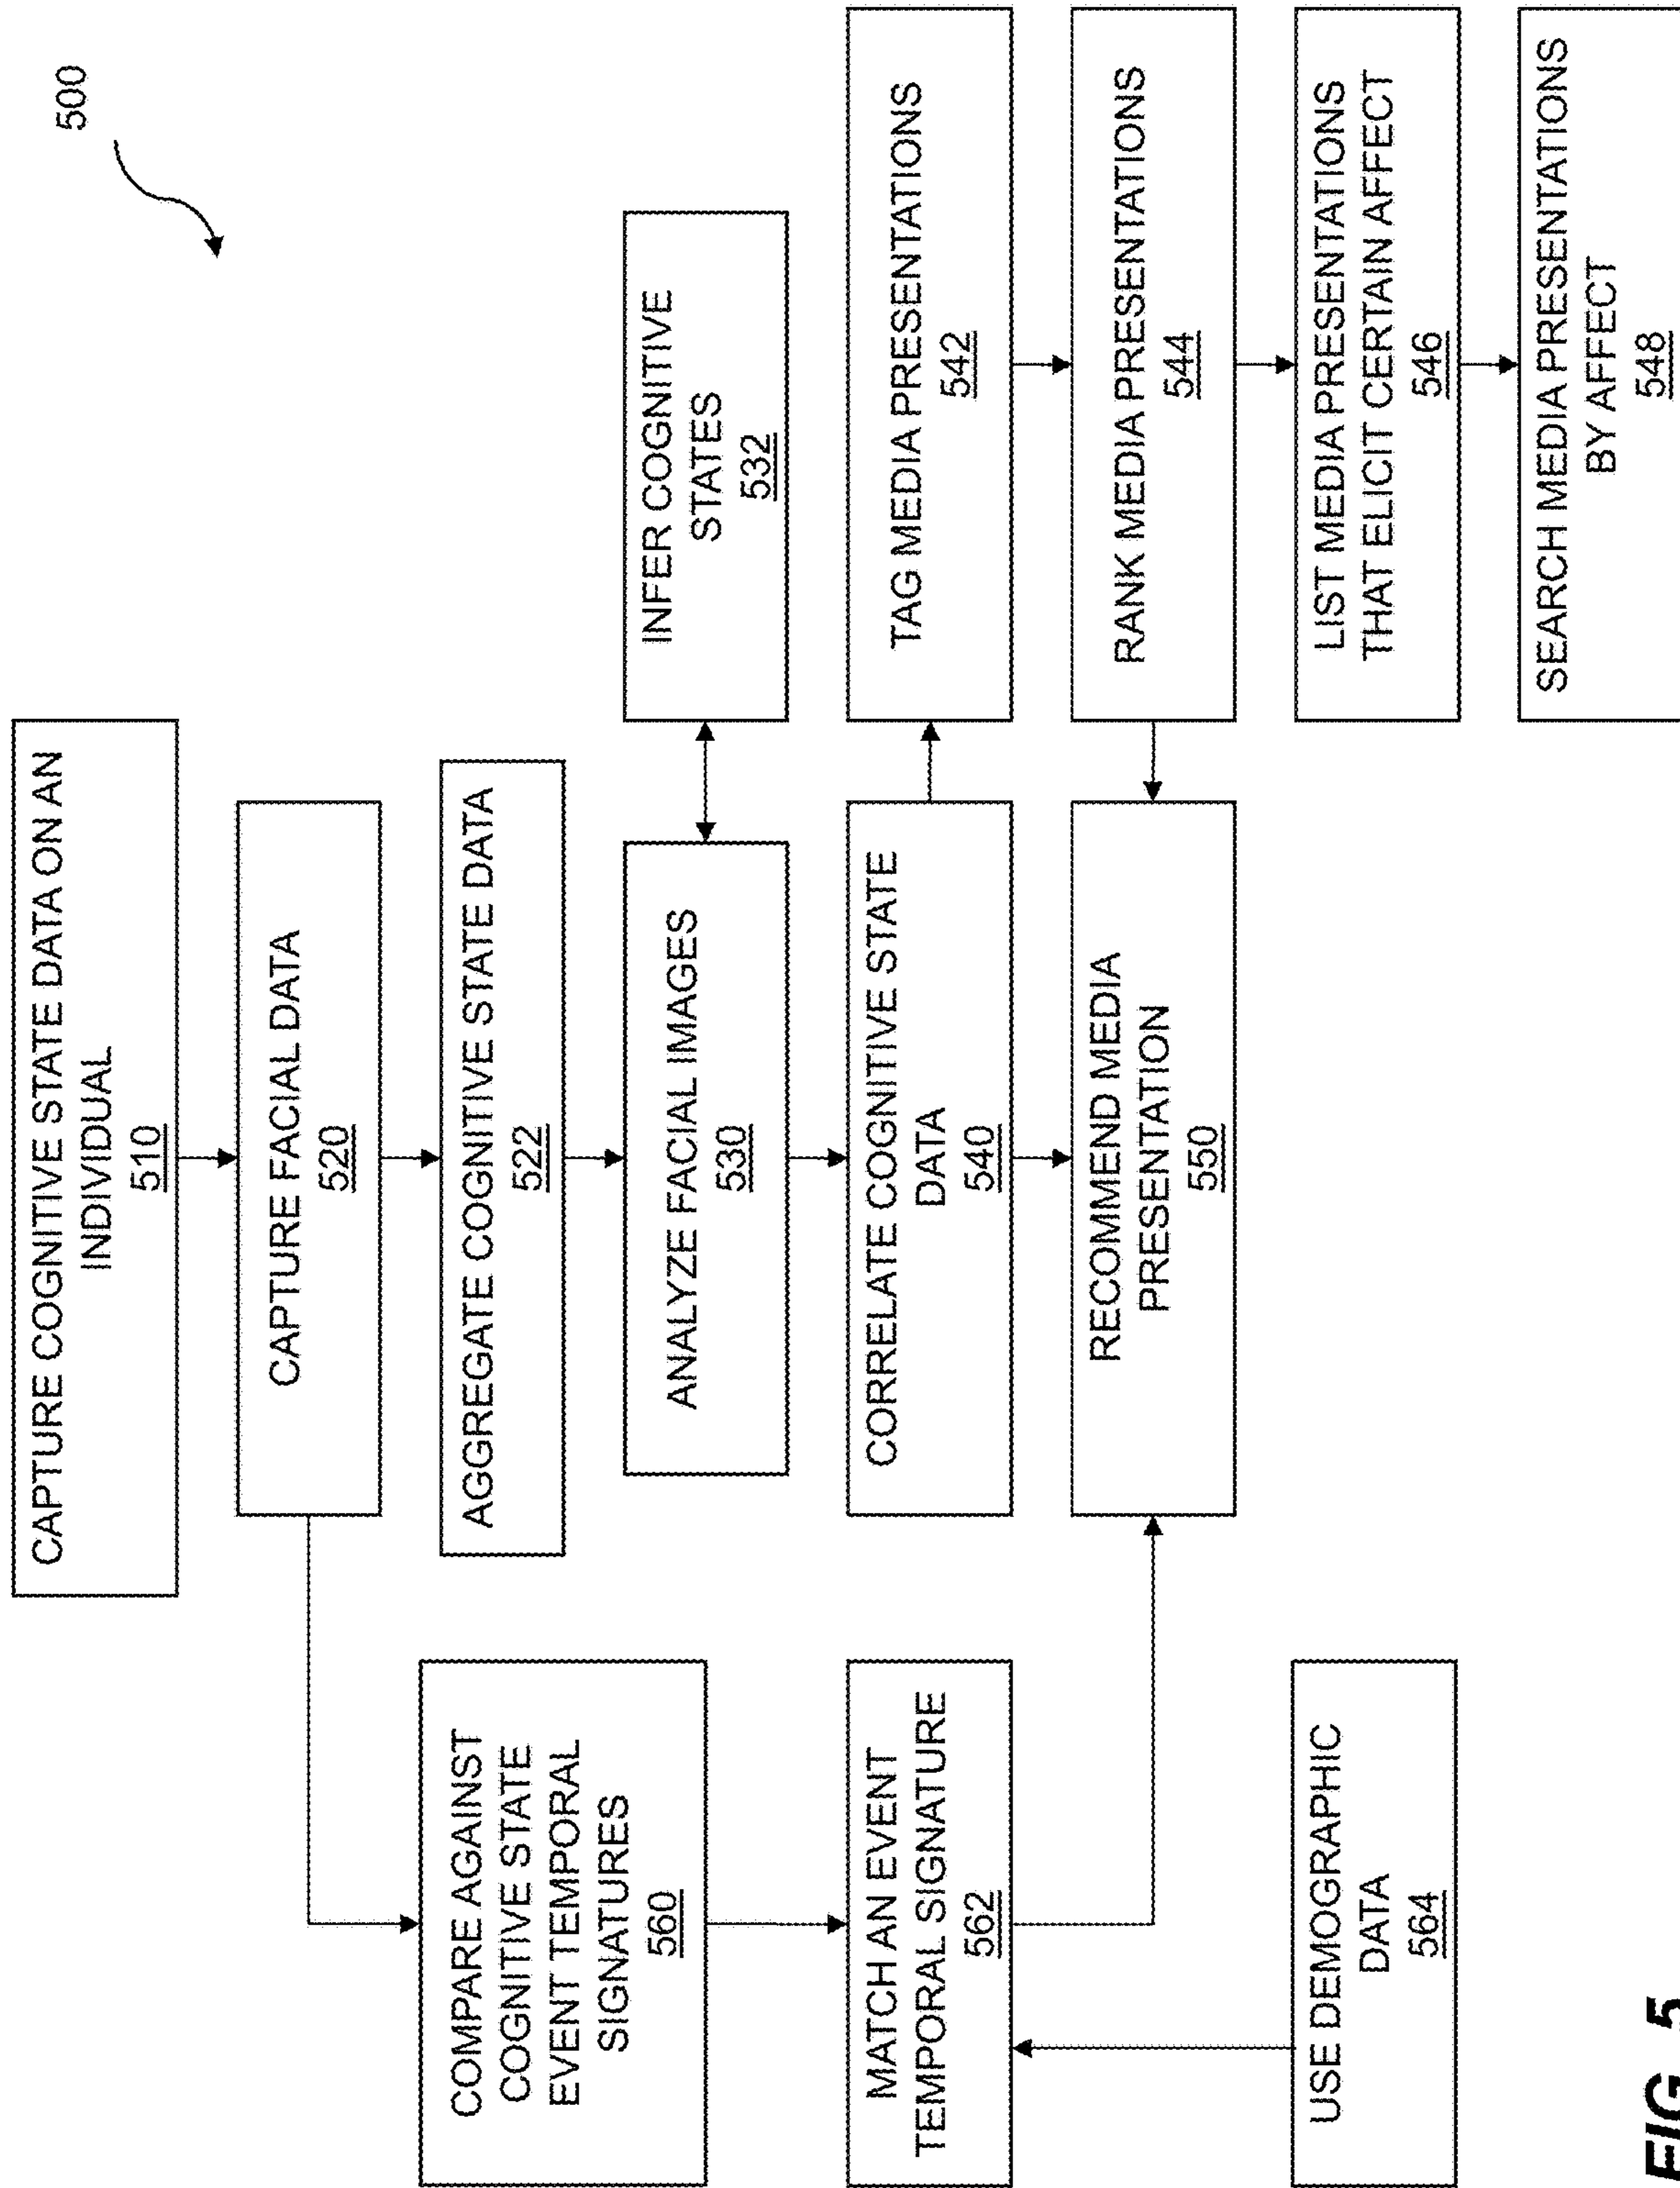 500
CAPTURE COGNITIVE STATE DATA ON AN
INDIVIDUAL
510
CAPTURE FACIAL DATA
520
AGGREGATE COGNITIVE STATE DATA
522
ANALYZE FACIAL IMAGES
530
INFER COGNITIVE
STATES
532
CORRELATE COGNITIVE STATE
DATA
540
TAG MEDIA PRESENTATIONS
542
RANK MEDIA PRESENTATIONS
544
LIST MEDIA PRESENTATIONS
THAT ELICIT CERTAIN AFFECT
546
SEARCH MEDIA PRESENTATIONS
BY AFFECT
548
RECOMMEND MEDIA
PRESENTATION
550
COMPARE AGAINST
COGNITIVE STATE
EVENT TEMPORAL
SIGNATURES
560
MATCH AN EVENT
TEMPORAL SIGNATURE
562
USE DEMOGRAPHIC
DATA
564
FIG. 5